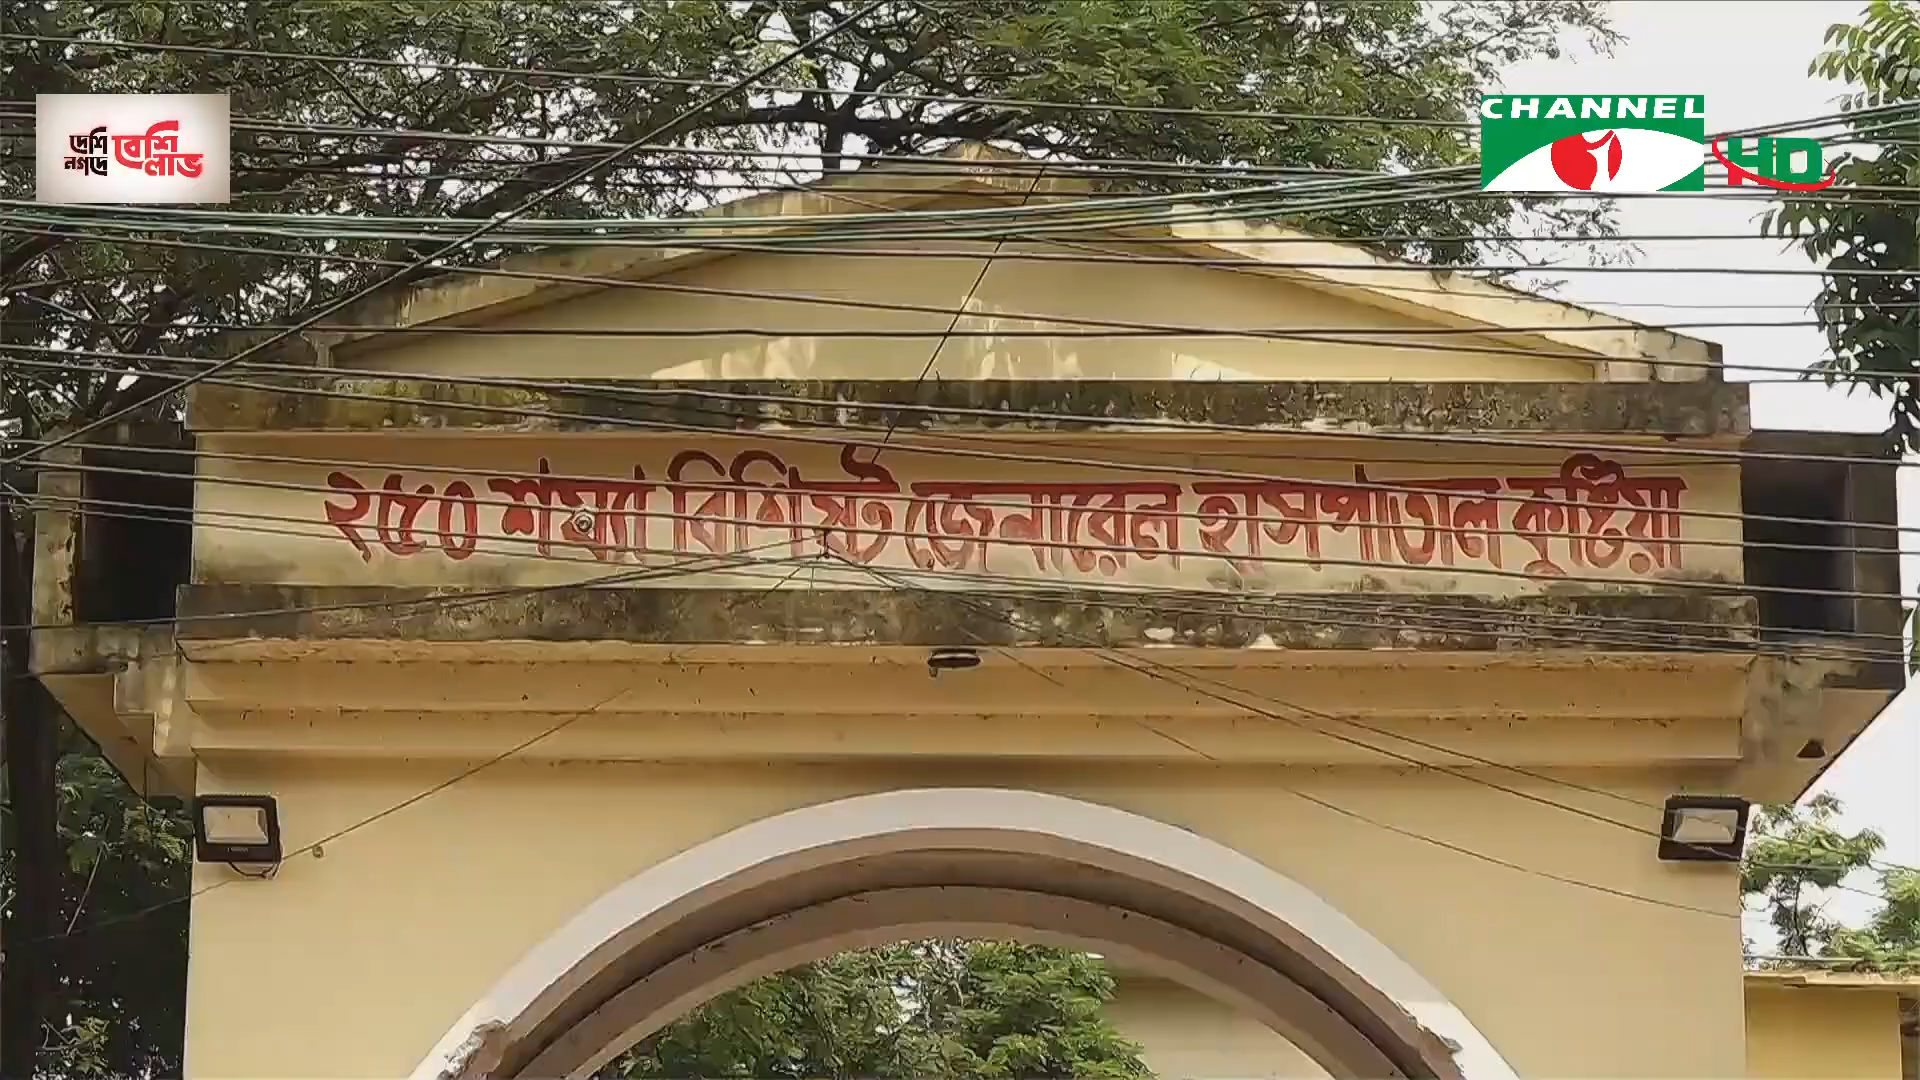 দেশি বেশি
নগদে লাভ
CHANNEL
HD
২৫০ শয্যা বিশিষ্ট জেনারেল হাসপাতাল কুষ্টিয়া